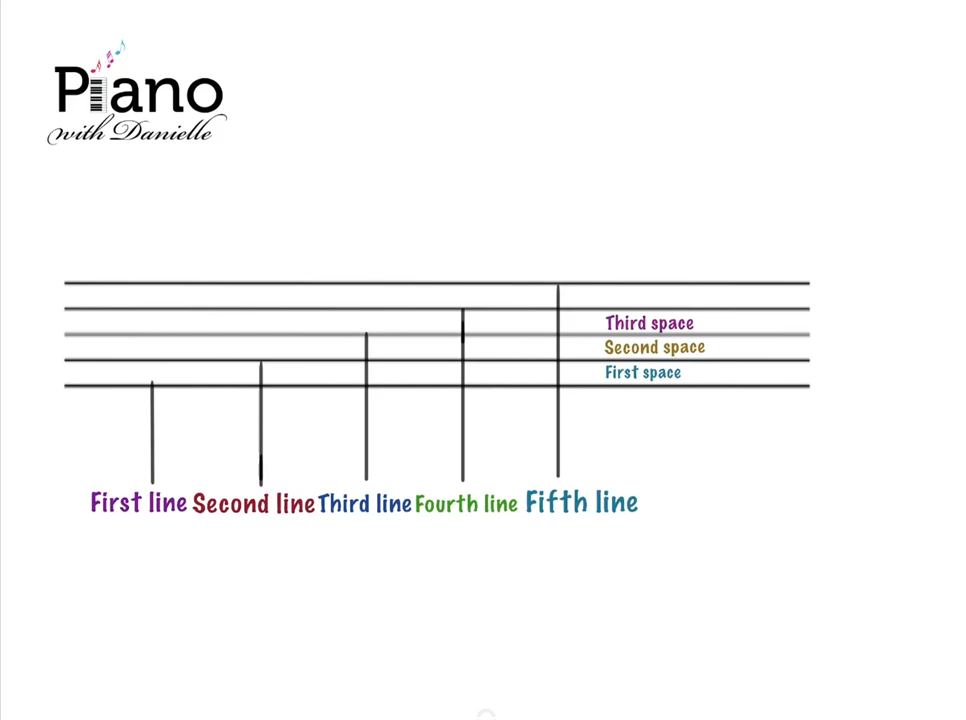 Piano
with Danielle
Third space
Second space
First space
First line Second line Third line Fourth line Fifth line